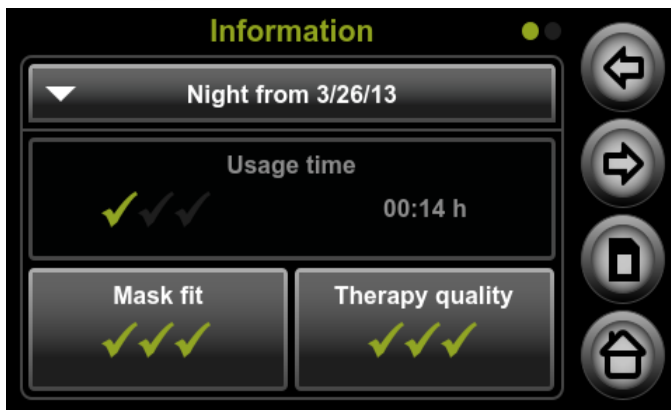 Information
Night from 3/26/13
Usage time
00:14 h
Mask fit
Therapy quality